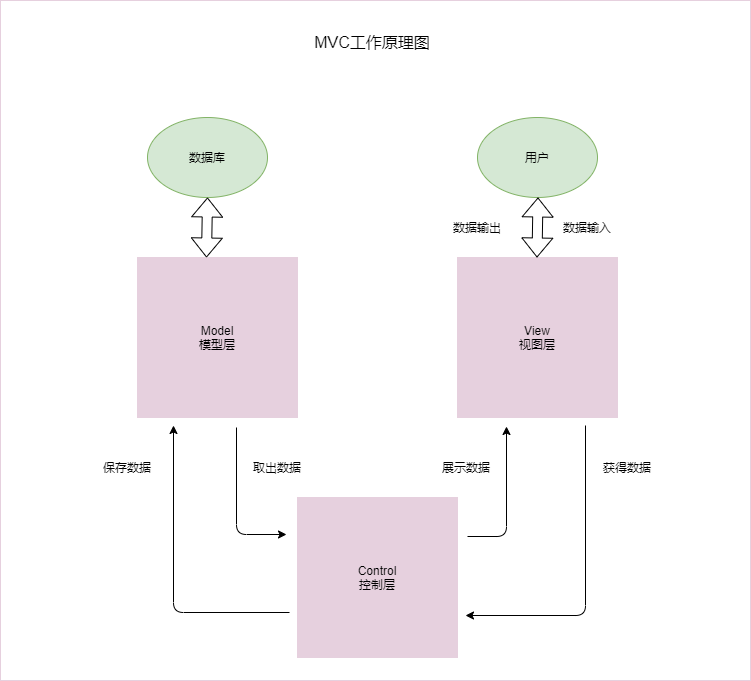 MVC工作原理图
数据库
用户
数据输出
数据输入
Model
模型层
View
视图层
保存数据
取出数据
展示数据
获得数据
Control
控制层